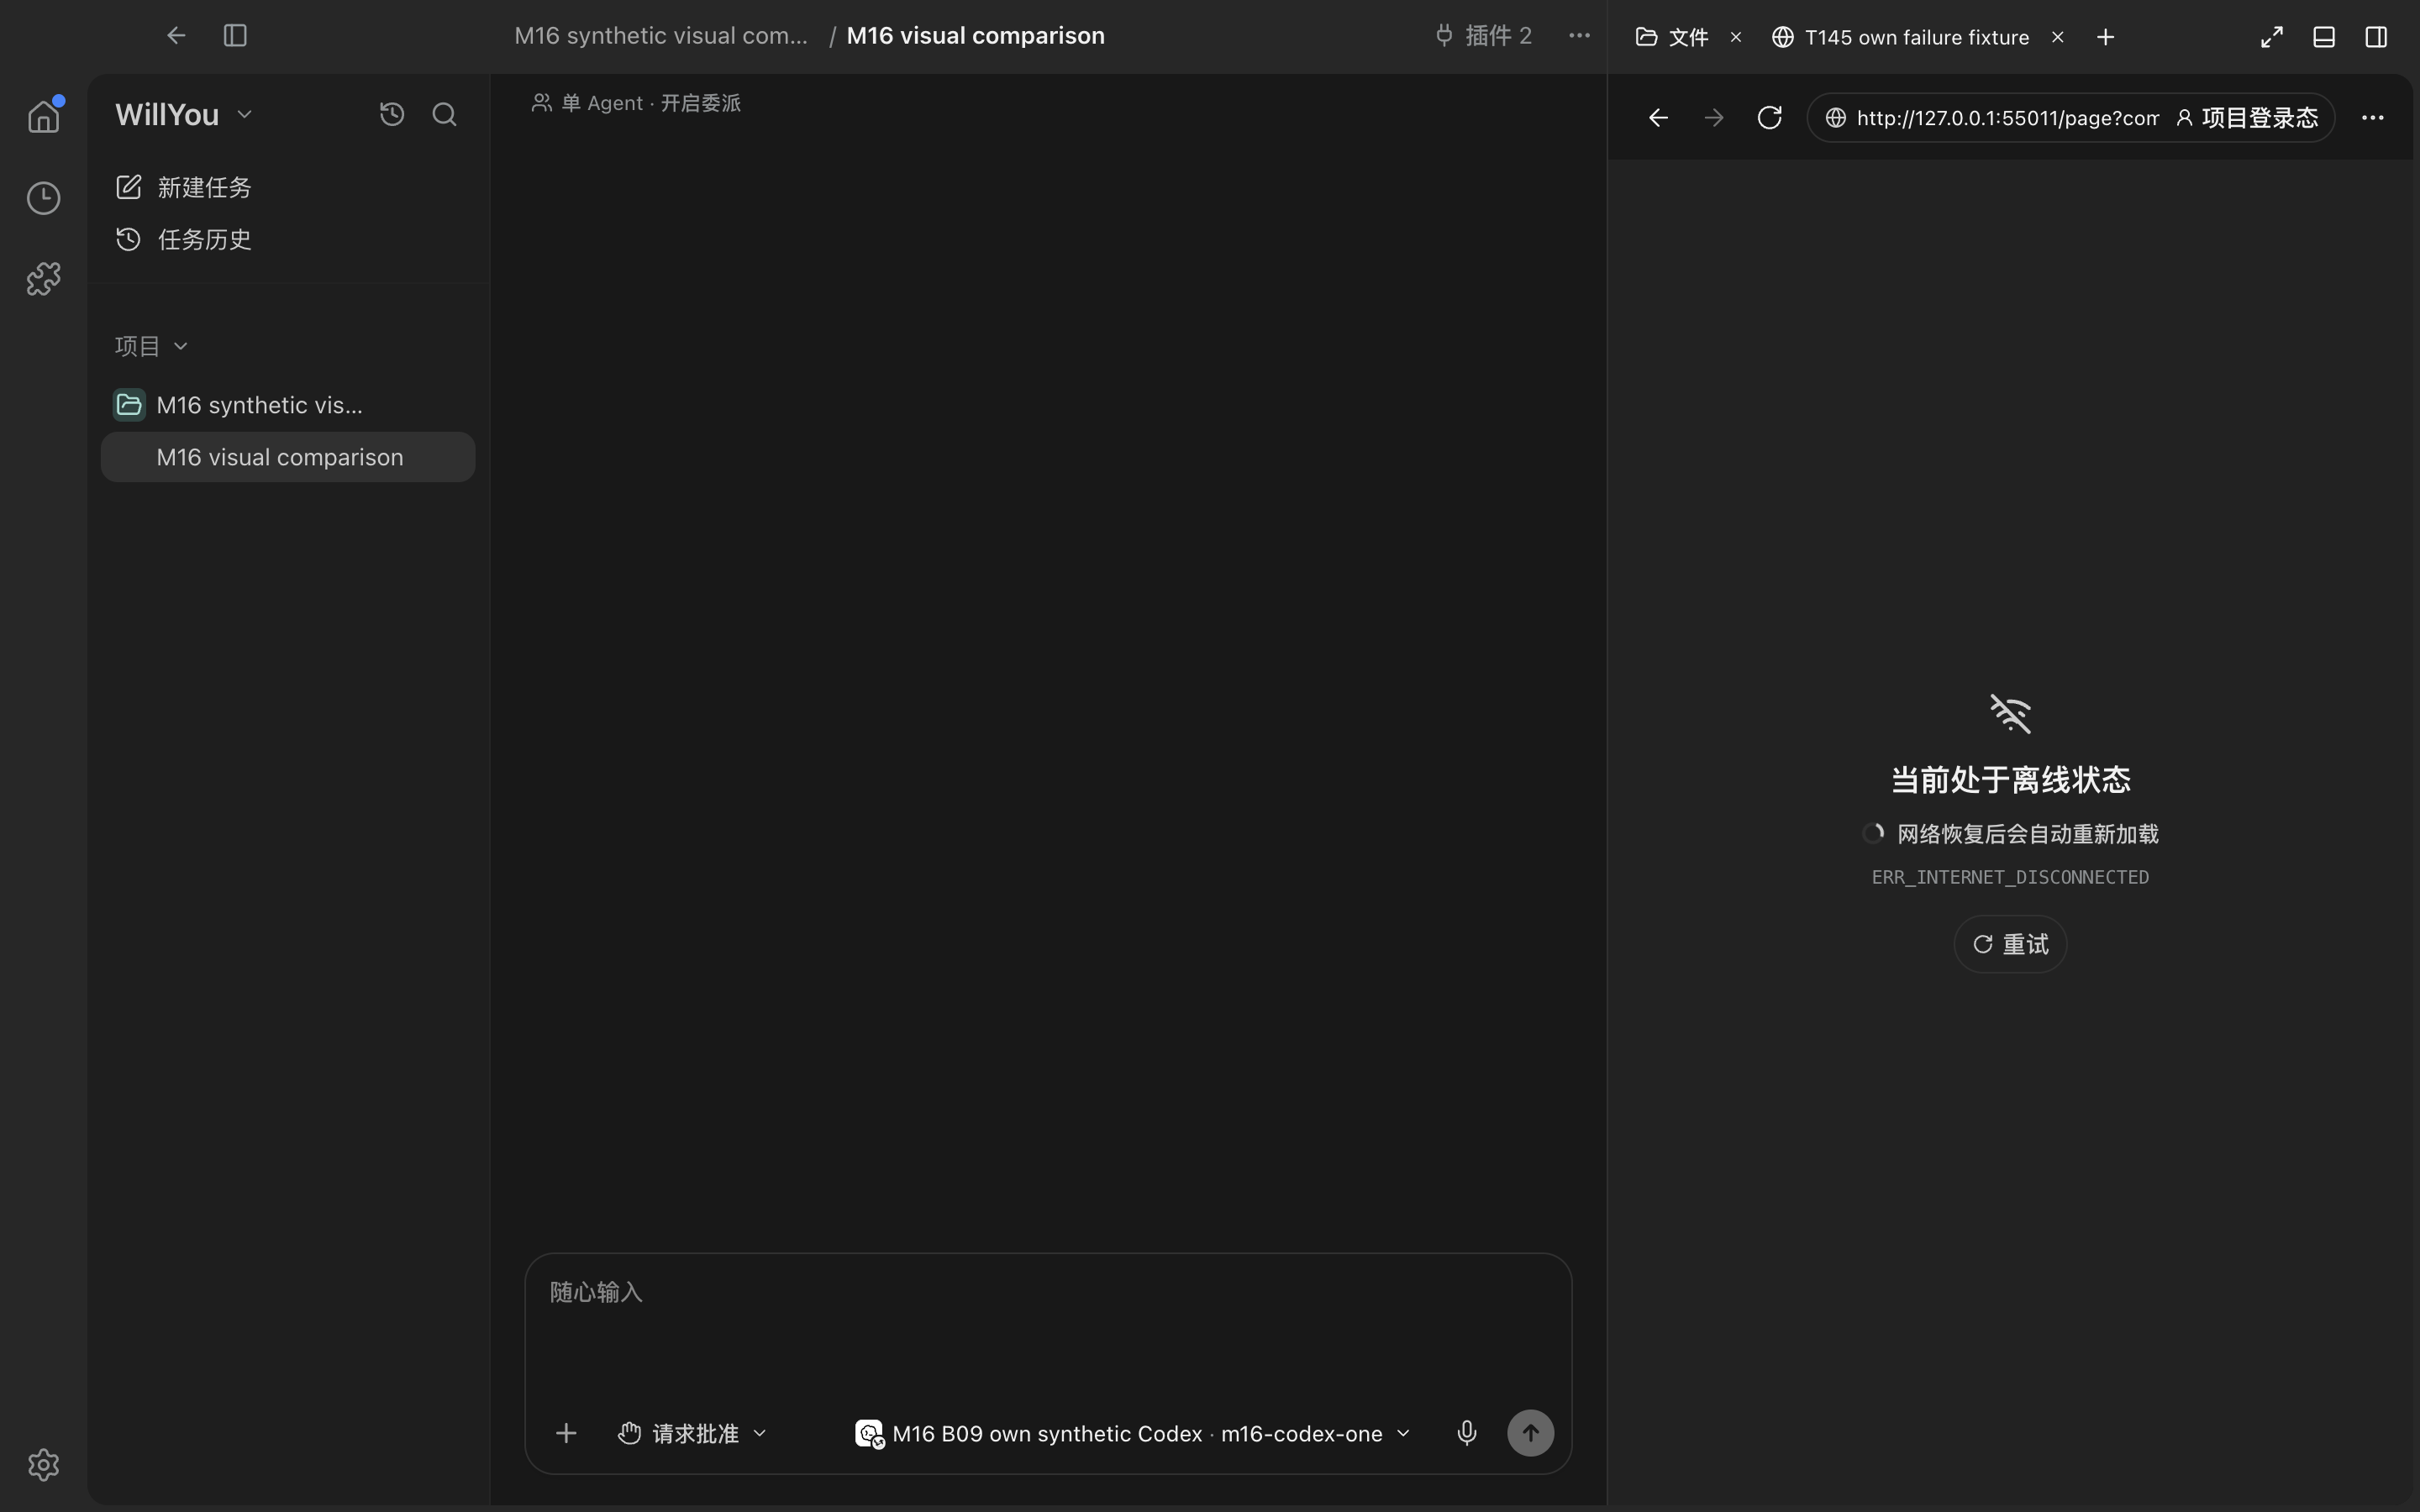 M16 synthetic visual com... / M16 visual comparison
插件 2
文件
T145 own failure fixture
WillYou
新建任务
任务历史
项目
M16 synthetic vis...
M16 visual comparison
单 Agent · 开启委派
随心输入
请求批准
M16 B09 own synthetic Codex · m16-codex-one
http://127.0.0.1:55011/page?com
项目登录态
当前处于离线状态
网络恢复后会自动重新加载
ERR_INTERNET_DISCONNECTED
重试